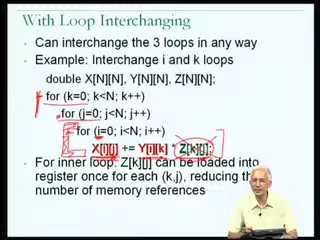 With Loop Interchanging
• Can interchange the 3 loops in any way
• Example: Interchange i and k loops
double X[N][N], Y[N][N], Z[N][N];
for (k=0; k<N; k++)
for (j=0; j<N; j++)
for (i=0; i<N; i++)
X[i][j] += Y[i][k] * Z[k][j];
• For inner loop: Z[k][j] can be loaded into
register once for each (k,j), reducing the
number of memory references